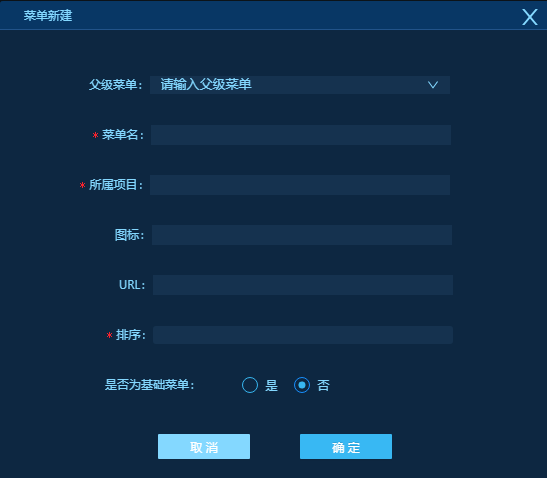 菜单新建 X
父级菜单： 请输入父级菜单
* 菜单名：
* 所属项目：
图标：
URL：
* 排序：
是否为基础菜单： 是 否
取消 确定